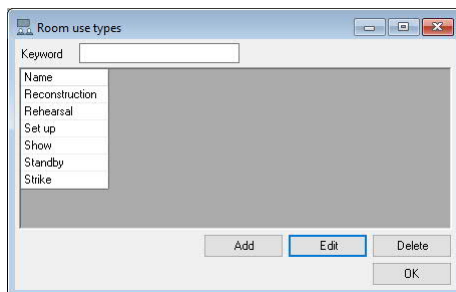 Room use types
Keyword
Name
Reconstruction
Rehearsal
Set up
Show
Standby
Strike
Add Edit Delete
OK